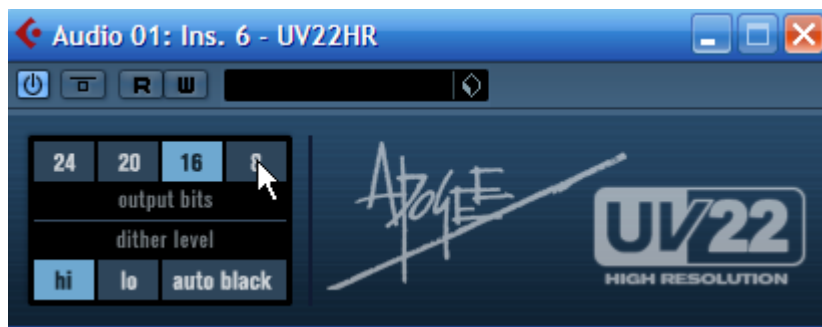 Audio 01: Ins. 6 - UV22HR
R W
24 20 16 8
output bits
dither level
hi lo auto black
APOGEE
UV22
HIGH RESOLUTION